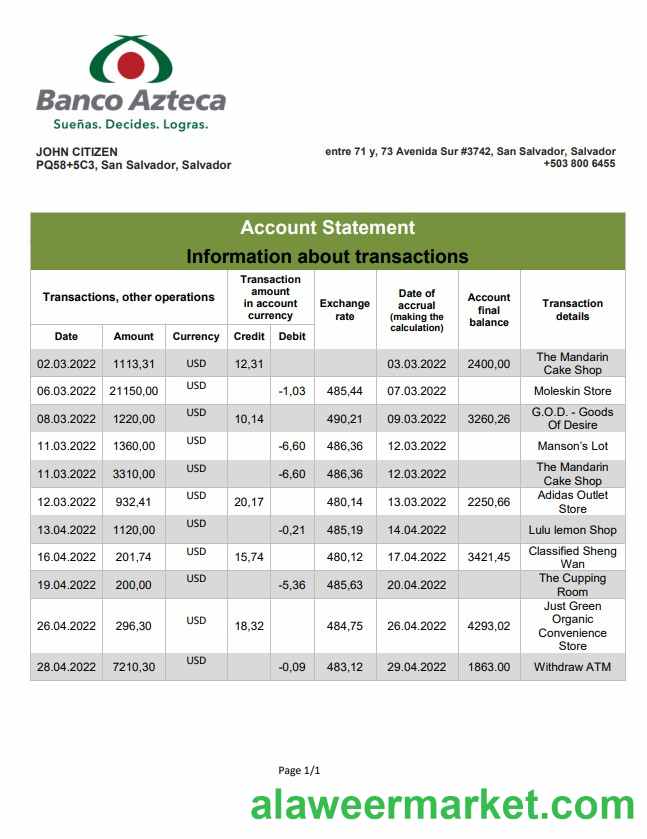 Banco Azteca
Sueñas. Decides. Logras.
JOHN CITIZEN
PQ58+5C3, San Salvador, Salvador
entre 71 y, 73 Avenida Sur #3742, San Salvador, Salvador
+503 800 6455
Account Statement
Information about transactions
Transactions, other operations
Transaction
amount
in account
currency
Exchange
rate
Date of
accrual
(making the
calculation)
Account
final
balance
Transaction
details
Date Amount Currency Credit Debit
02.03.2022 1113,31 USD 12,31 03.03.2022 2400,00 The Mandarin
Cake Shop
06.03.2022 21150,00 USD -1,03 485,44 07.03.2022 Moleskin Store
08.03.2022 1220,00 USD 10,14 490,21 09.03.2022 3260,26 G.O.D. - Goods
Of Desire
11.03.2022 1360,00 USD -6,60 486,36 12.03.2022 Manson's Lot
11.03.2022 3310,00 USD -6,60 486,36 12.03.2022 The Mandarin
Cake Shop
12.03.2022 932,41 USD 20,17 480,14 13.03.2022 2250,66 Adidas Outlet
Store
13.04.2022 1120,00 USD -0,21 485,19 14.04.2022 Lulu lemon Shop
16.04.2022 201,74 USD 15,74 480,12 17.04.2022 3421,45 Classified Sheng
Wan
19.04.2022 200,00 USD -5,36 485,63 20.04.2022 The Cupping
Room
26.04.2022 296,30 USD 18,32 484,75 26.04.2022 4293,02 Just Green
Organic
Convenience
Store
28.04.2022 7210,30 USD -0,09 483,12 29.04.2022 1863.00 Withdraw ATM
Page 1/1
alaweermarket.com